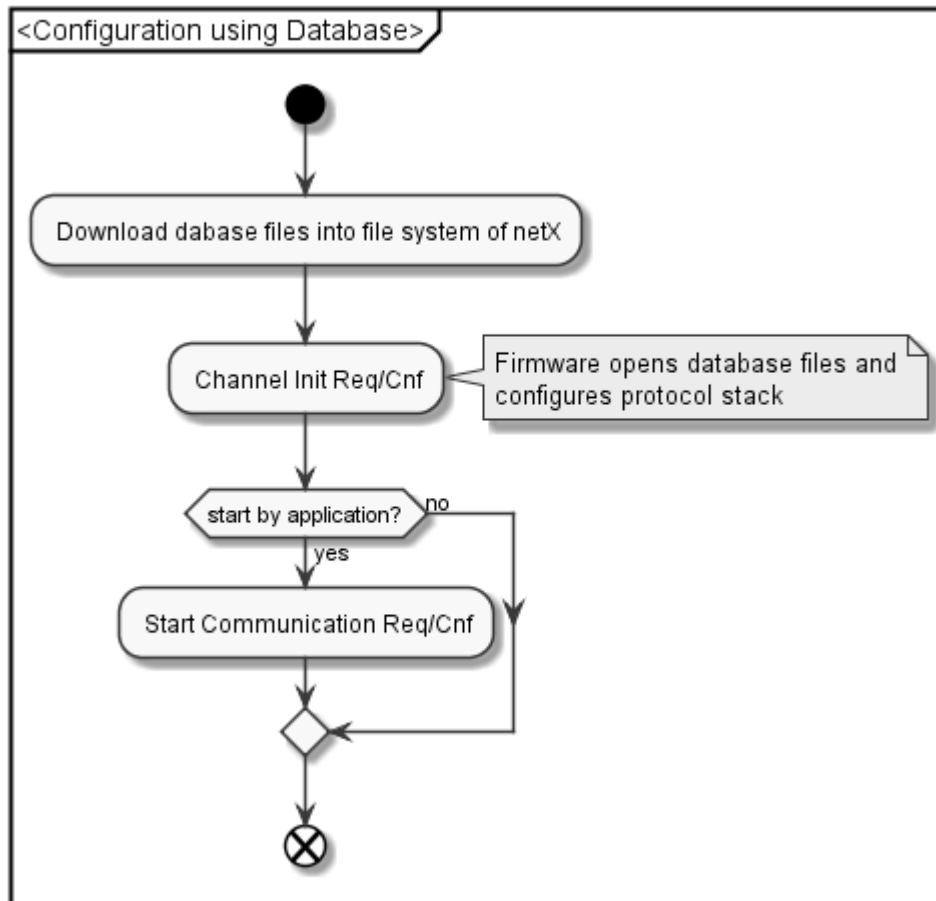 <Configuration using Database>
Download dabase files into file system of netX
Channel Init Req/Cnf
Firmware opens database files and
configures protocol stack
start by application?
no
yes
Start Communication Req/Cnf